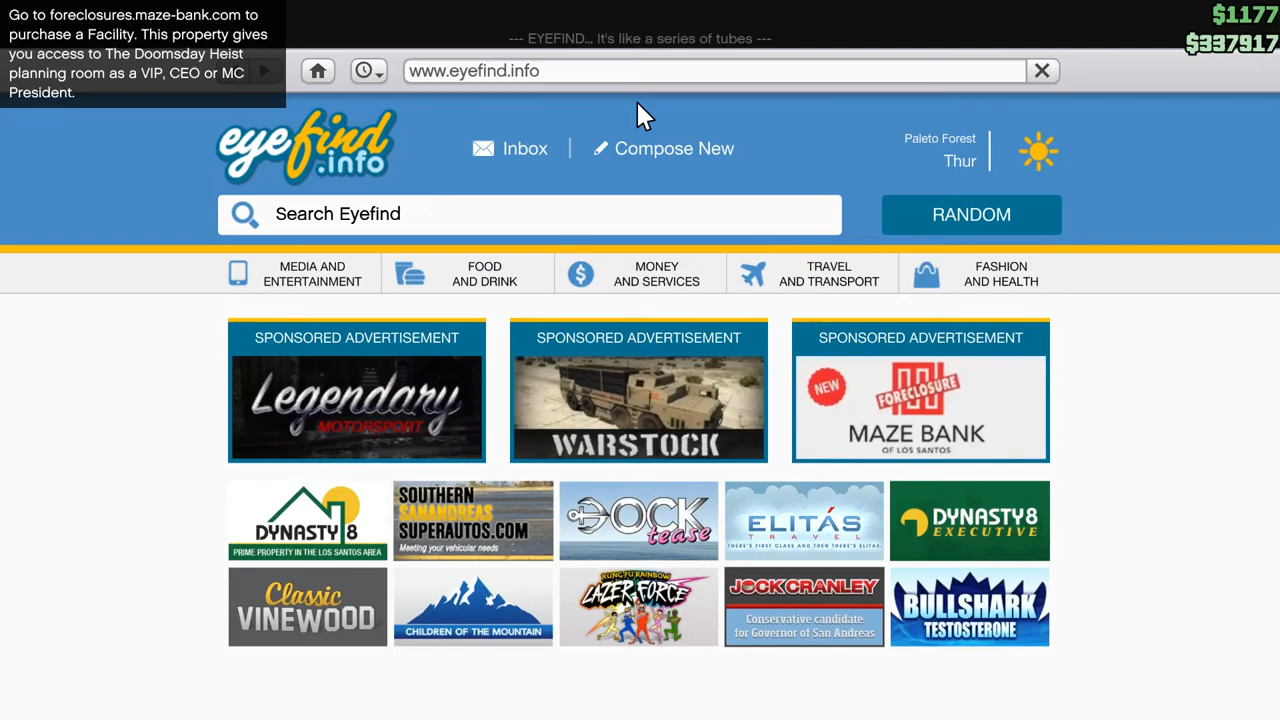 Go to foreclosures.maze-bank.com to
purchase a Facility. This property gives
you access to The Doomsday Heist
planning room as a VIP, CEO or MC
President.
$1177
$337917
--- EYEFIND... It's like a series of tubes ---
www.eyefind.info
eyefind
.info
Inbox
Compose New
Paleto Forest
Thur
Search Eyefind
RANDOM
MEDIA AND
ENTERTAINMENT
FOOD
AND DRINK
MONEY
AND SERVICES
TRAVEL
AND TRANSPORT
FASHION
AND HEALTH
SPONSORED ADVERTISEMENT
Legendary
MOTORSPORT
SPONSORED ADVERTISEMENT
WARSTOCK
SPONSORED ADVERTISEMENT
NEW
FORECLOSURE
MAZE BANK
OF LOS SANTOS
DYNASTY 8
PRIME PROPERTY IN THE LOS SANTOS AREA
SOUTHERN
SANANDREAS
SUPERAUTOS.COM
Meeting your vehicular needs
DOCK
tease
ELITÁS
TRAVEL
THERE'S FIRST CLASS AND THEN THERE'S ELITAS.
DYNASTY 8
EXECUTIVE
Classic
VINEWOOD
CHILDREN OF THE MOUNTAIN
KUNG FU RAINBOW
LAZER FORCE
JOCK CRANLEY
Conservative candidate
for Governor of San Andreas
BULLSHARK
TESTOSTERONE